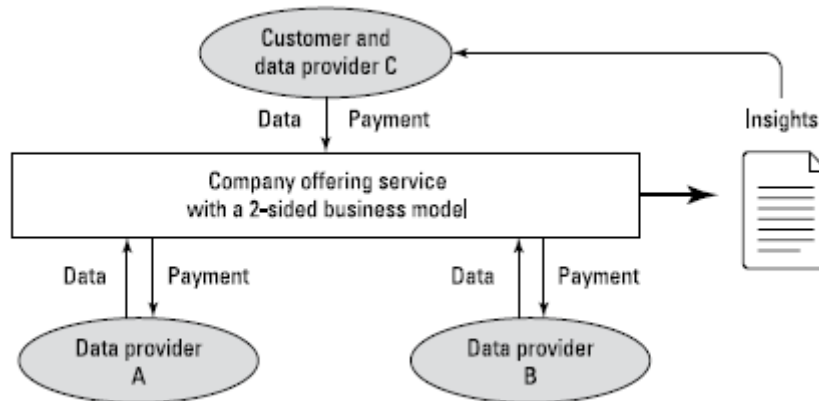 Customer and
data provider C
Data Payment
Insights
Company offering service
with a 2-sided business model
Data Payment Data Payment
Data provider
A
Data provider
B